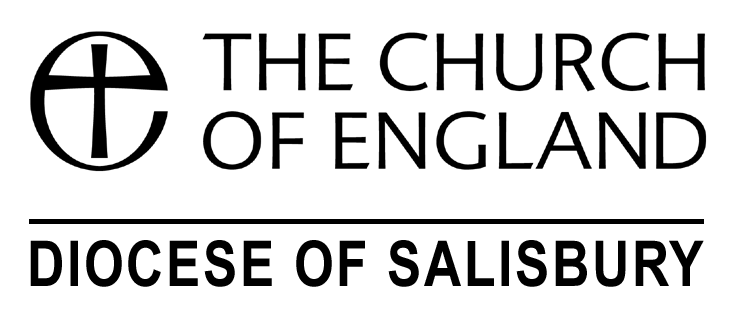 THE CHURCH
OF ENGLAND
DIOCESE OF SALISBURY